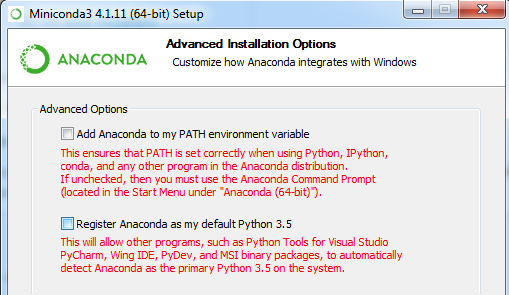 Miniconda3 4.1.11 (64-bit) Setup
Advanced Installation Options
Customize how Anaconda integrates with Windows
ANACONDA
Advanced Options
Add Anaconda to my PATH environment variable
This ensures that PATH is set correctly when using Python, IPython,
conda, and any other program in the Anaconda distribution.
If unchecked, then you must use the Anaconda Command Prompt
(located in the Start Menu under "Anaconda (64-bit)").
Register Anaconda as my default Python 3.5
This will allow other programs, such as Python Tools for Visual Studio
PyCharm, Wing IDE, PyDev, and MSI binary packages, to automatically
detect Anaconda as the primary Python 3.5 on the system.